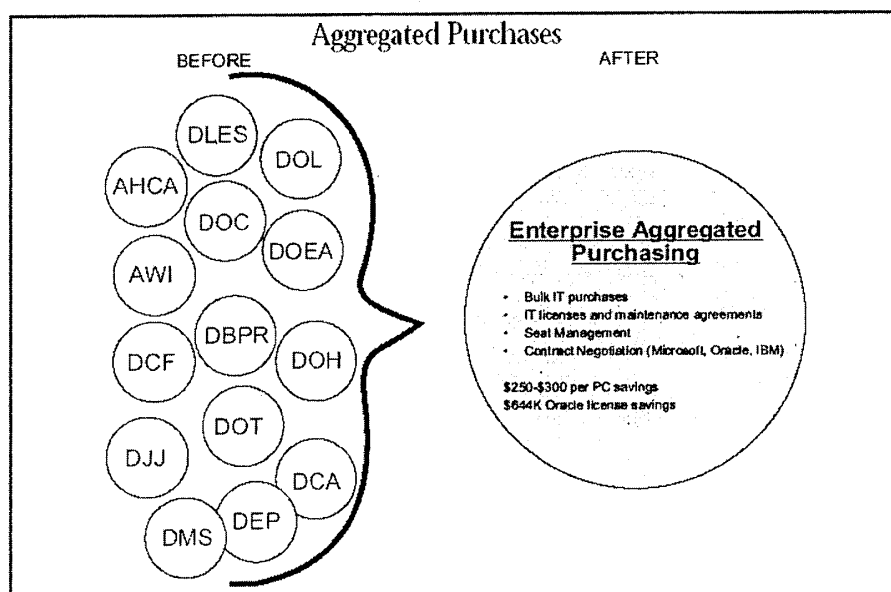 Aggregated Purchases
BEFORE
AFTER
DLES
DOL
AHCA
DOC
DOEA
AWI
DBPR
DCF
DOH
DOT
DJJ
DCA
DEP
DMS
Enterprise Aggregated
Purchasing
• Bulk IT purchases
• IT licenses and maintenance agreements
• Seat Management
• Contract Negotiation (Microsoft, Oracle, IBM)
$250-$300 per PC savings
$644K Oracle license savings